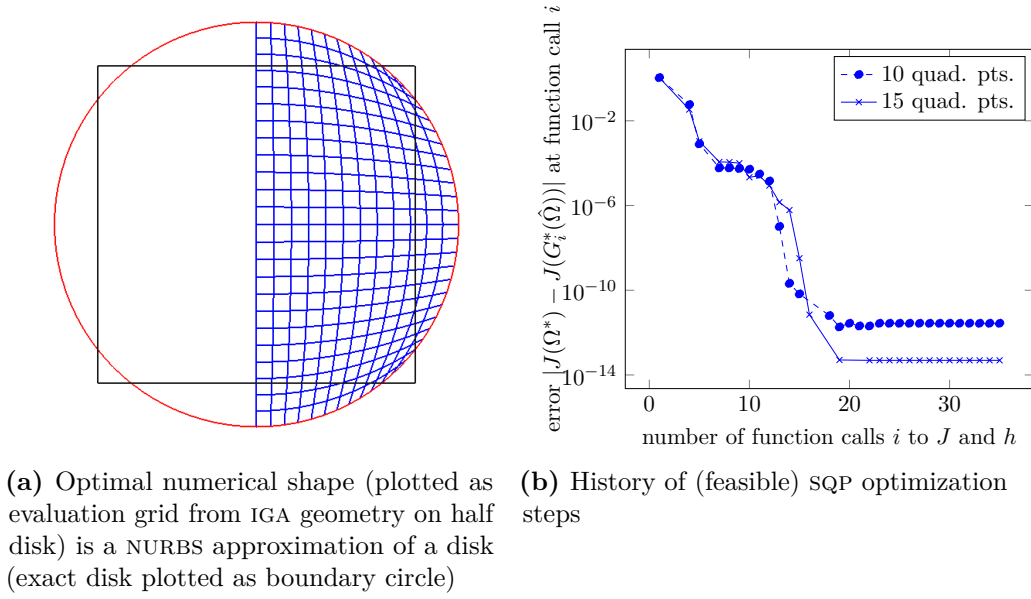 error |J(Ω*) − J(G*_i(Ω̂))| at function call i
10 quad. pts.
15 quad. pts.
10^−2
10^−6
10^−10
10^−14
0 10 20 30
number of function calls i to J and h
(a) Optimal numerical shape (plotted as
evaluation grid from IGA geometry on half
disk) is a NURBS approximation of a disk
(exact disk plotted as boundary circle)
(b) History of (feasible) SQP optimization
steps